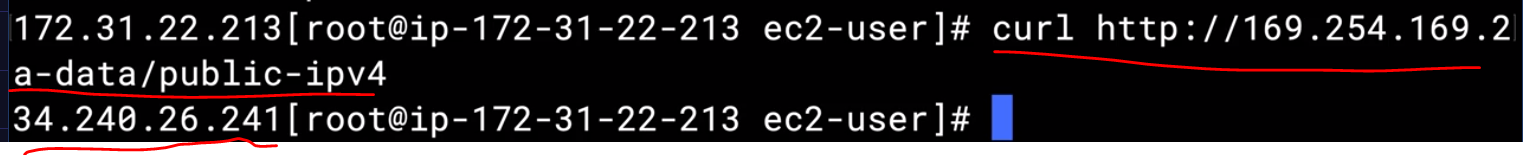 172.31.22.213[root@ip-172-31-22-213 ec2-user]# curl http://169.254.169.2
a-data/public-ipv4
34.240.26.241[root@ip-172-31-22-213 ec2-user]#